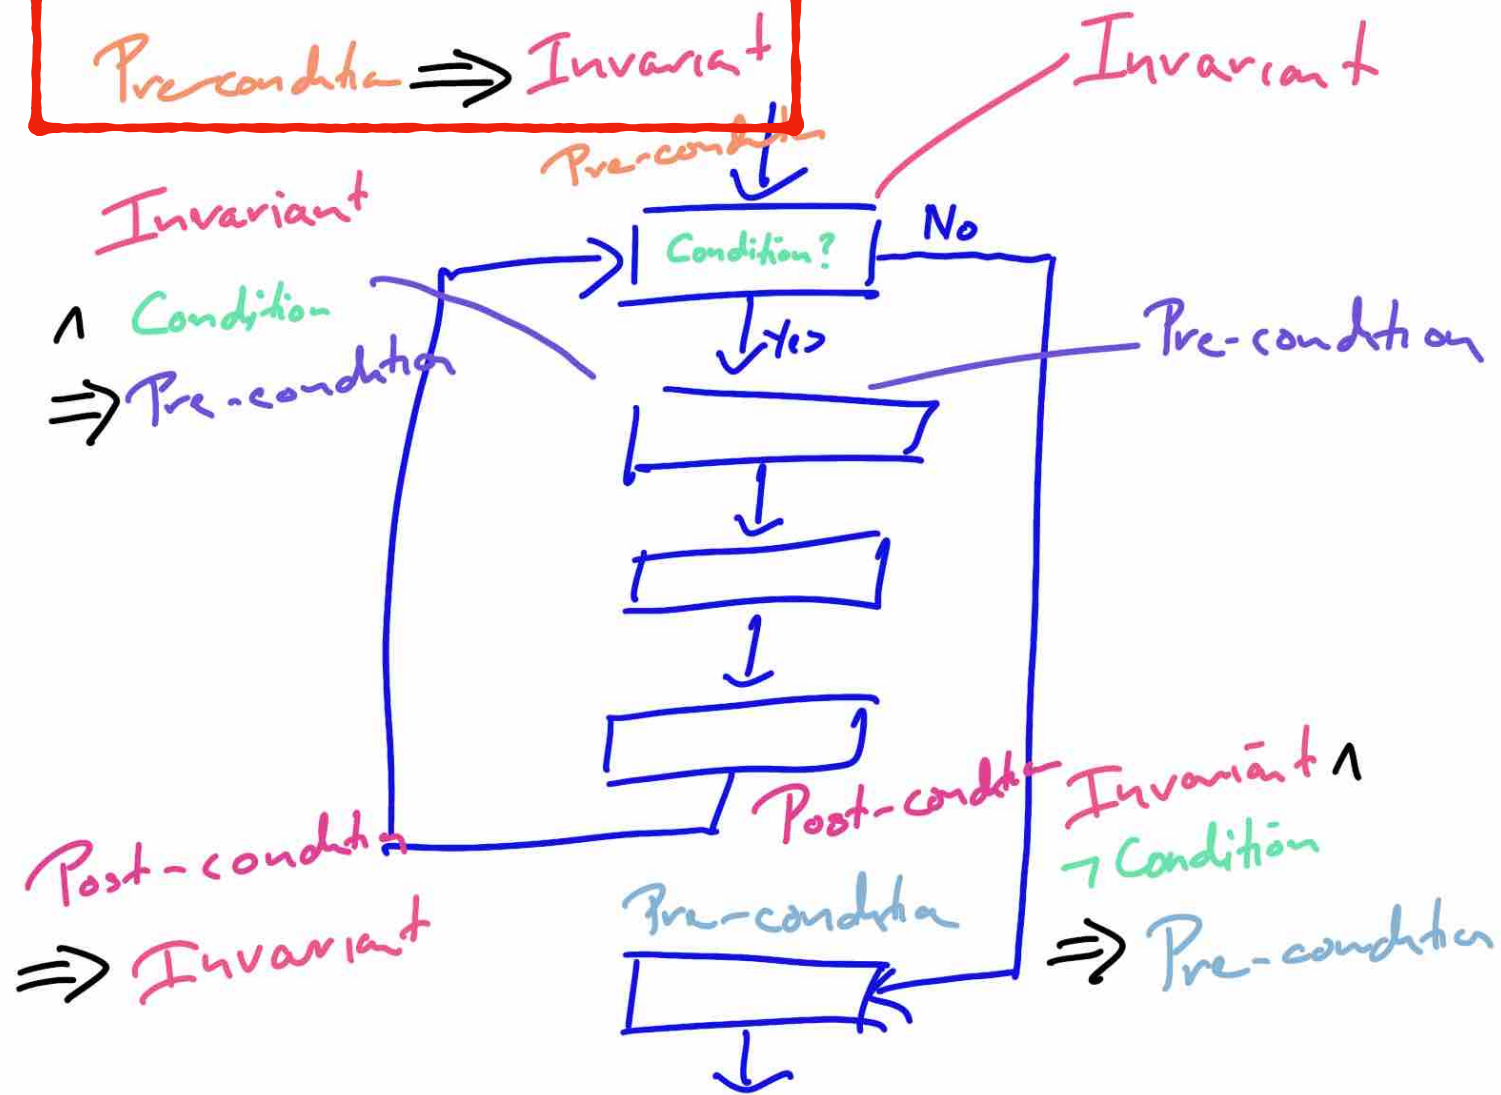 Pre-condition ⇒ Invariant
Invariant
Pre-condition
Invariant
∧ Condition
⇒ Pre-condition
Condition?
No
Yes
Pre-condition
Post-condition
⇒ Invariant
Post-condition
Invariant ∧
¬ Condition
⇒ Pre-condition
Pre-condition